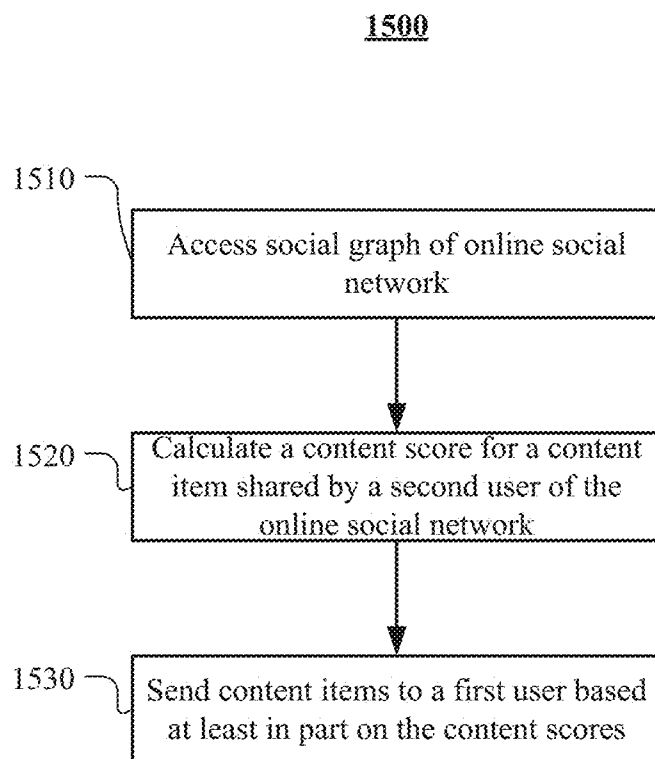 1500
1510
Access social graph of online social
network
1520
Calculate a content score for a content
item shared by a second user of the
online social network
1530
Send content items to a first user based
at least in part on the content scores